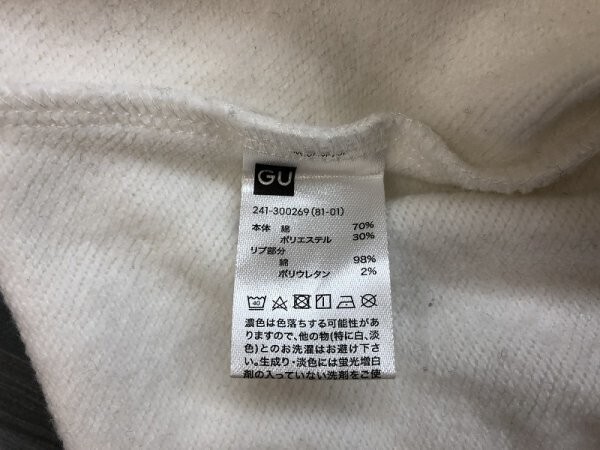 GU
241-300269 (81-01)
本体 綿 70%
ポリエステル 30%
リブ部分
綿 98%
ポリウレタン 2%
40
濃色は色落ちする可能性があ
りますので、他の物(特に白、淡
色)とのお洗濯はお避け下さ
い。生成り・淡色には蛍光増白
剤の入っていない洗剤をご使